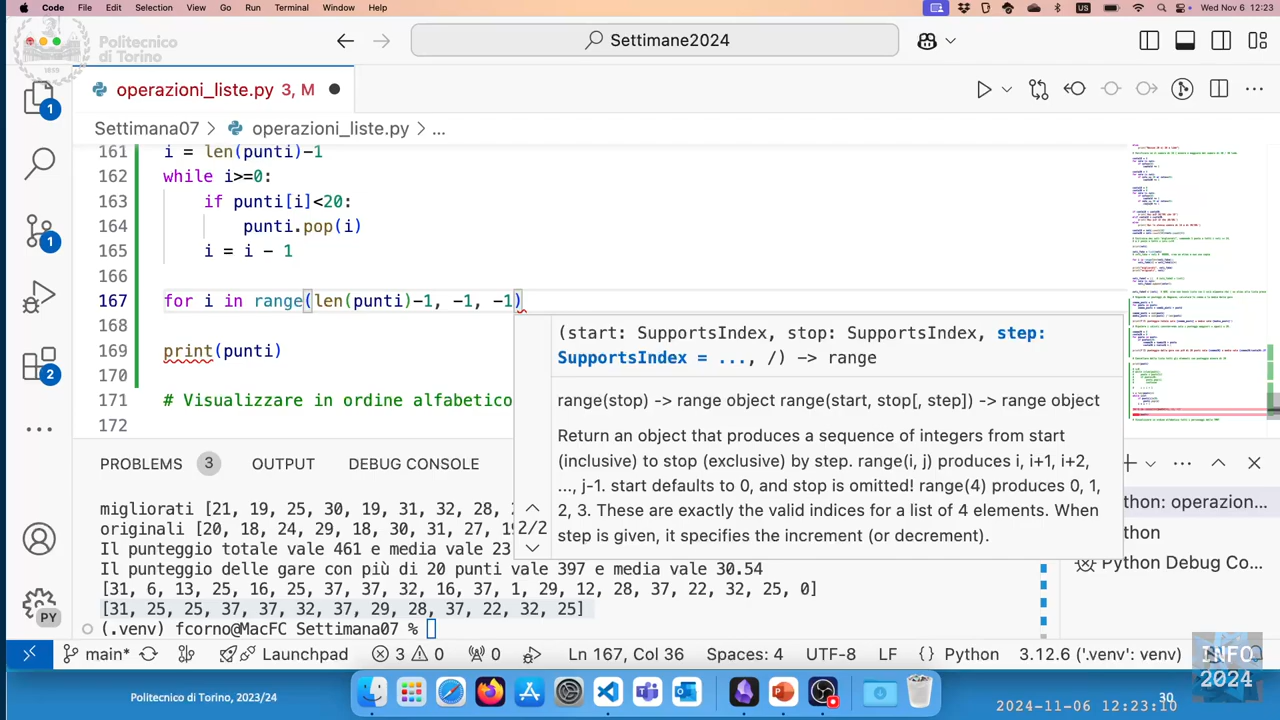 Code File Edit Selection View Go Run Terminal Window Help US Wed Nov 6 12:23
Politecnico
di Torino
Settimane2024
operazioni_liste.py 3, M
Settimana07 > operazioni_liste.py > ...
161 i = len(punti)-1
162 while i>=0:
163 if punti[i]<20:
164 punti.pop(i)
165 i = i - 1
166
167 for i in range(len(punti)-1, -1, -1)
168
169 print(punti)
170
171 # Visualizzare in ordine alfabetico
172
(start: SupportsIndex, stop: SupportsIndex, step:
SupportsIndex = ..., /) -> range
range(stop) -> range object range(start, stop[, step]) -> range object
Return an object that produces a sequence of integers from start
(inclusive) to stop (exclusive) by step. range(i, j) produces i, i+1, i+2,
..., j-1. start defaults to 0, and stop is omitted! range(4) produces 0, 1,
2, 3. These are exactly the valid indices for a list of 4 elements. When
step is given, it specifies the increment (or decrement).
2/2
PROBLEMS 3 OUTPUT DEBUG CONSOLE
migliorati [21, 19, 25, 30, 19, 31, 32, 28,
originali [20, 18, 24, 29, 18, 30, 31, 27, 19
Il punteggio totale vale 461 e media vale 23
Il punteggio delle gare con più di 20 punti vale 397 e media vale 30.54
[31, 6, 13, 25, 16, 25, 37, 37, 32, 16, 37, 1, 29, 12, 28, 37, 22, 32, 25, 0]
[31, 25, 25, 37, 37, 32, 37, 29, 28, 37, 22, 32, 25]
(.venv) fcorno@MacFC Settimana07 %
thon: operazion...
thon
Python Debug Co...
1
1
2
PY
main* Launchpad 3 0 0 Ln 167, Col 36 Spaces: 4 UTF-8 LF {} Python 3.12.6 ('.venv': venv)
INFO
2024
Politecnico di Torino, 2023/24
30
2024-11-06 12:23:10